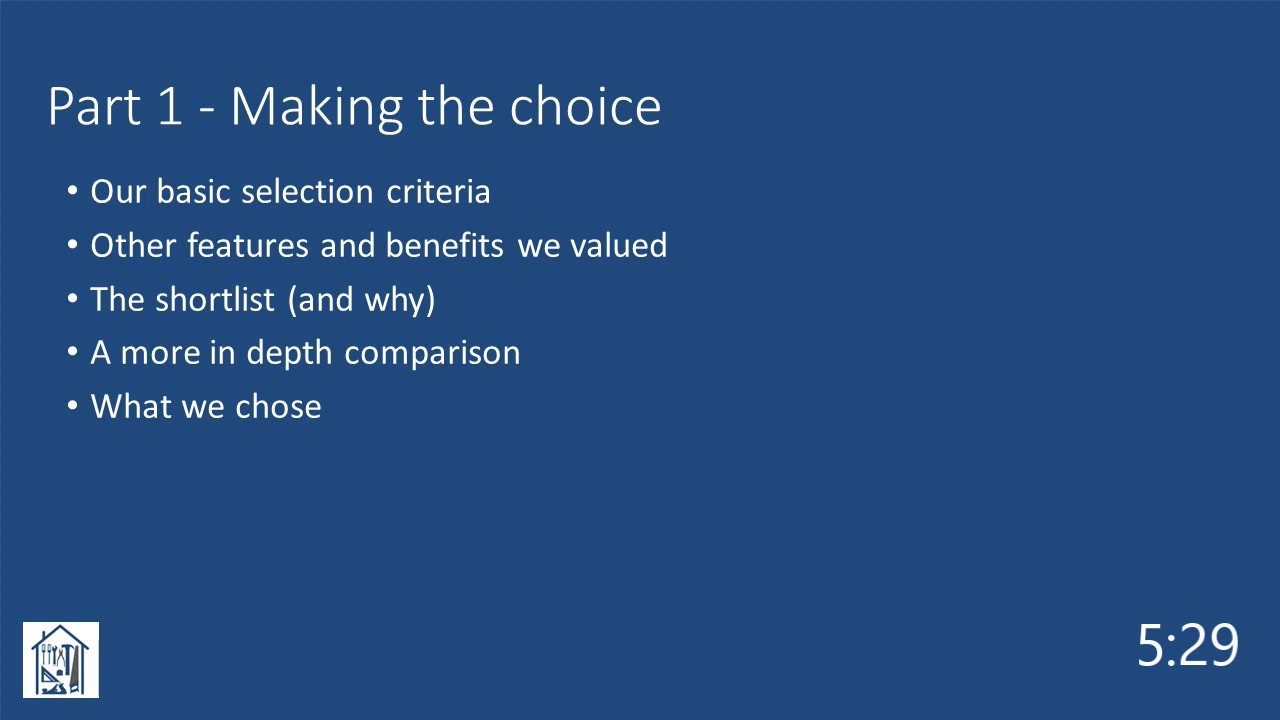 Part 1 - Making the choice
• Our basic selection criteria
• Other features and benefits we valued
• The shortlist (and why)
• A more in depth comparison
• What we chose
5:29